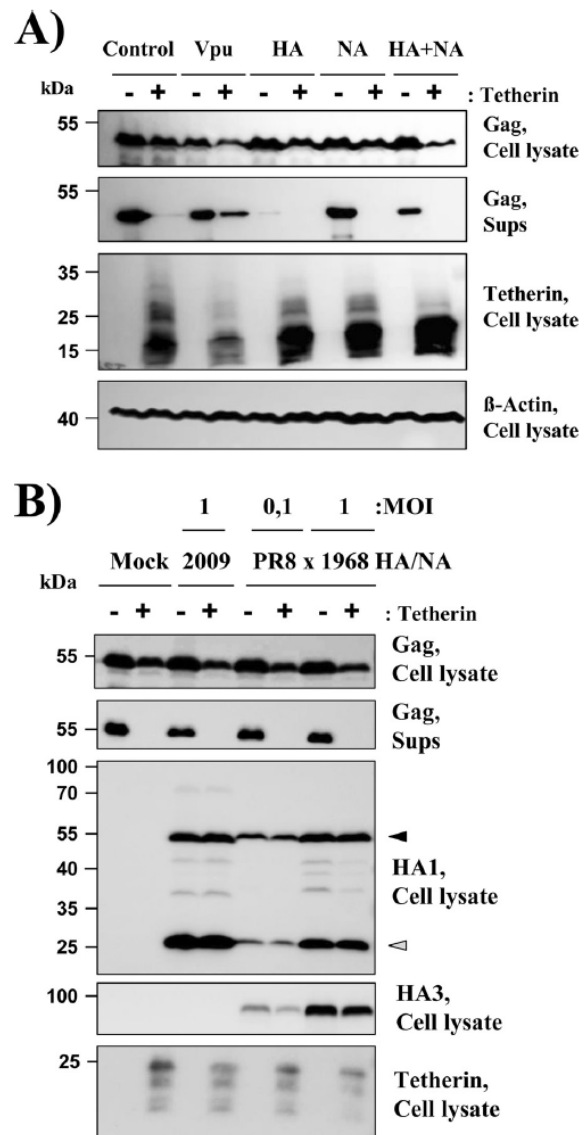 A)
Control Vpu HA NA HA+NA
kDa
- + - + - + - + - + : Tetherin
55
Gag,
Cell lysate
55
Gag,
Sups
35
25
15
Tetherin,
Cell lysate
40
ß-Actin,
Cell lysate
B)
1 0,1 1 :MOI
Mock 2009 PR8 x 1968 HA/NA
kDa
- + - + - + - + : Tetherin
55
Gag,
Cell lysate
55
Gag,
Sups
100
70
55
40
35
25
HA1,
Cell lysate
100
HA3,
Cell lysate
25
Tetherin,
Cell lysate